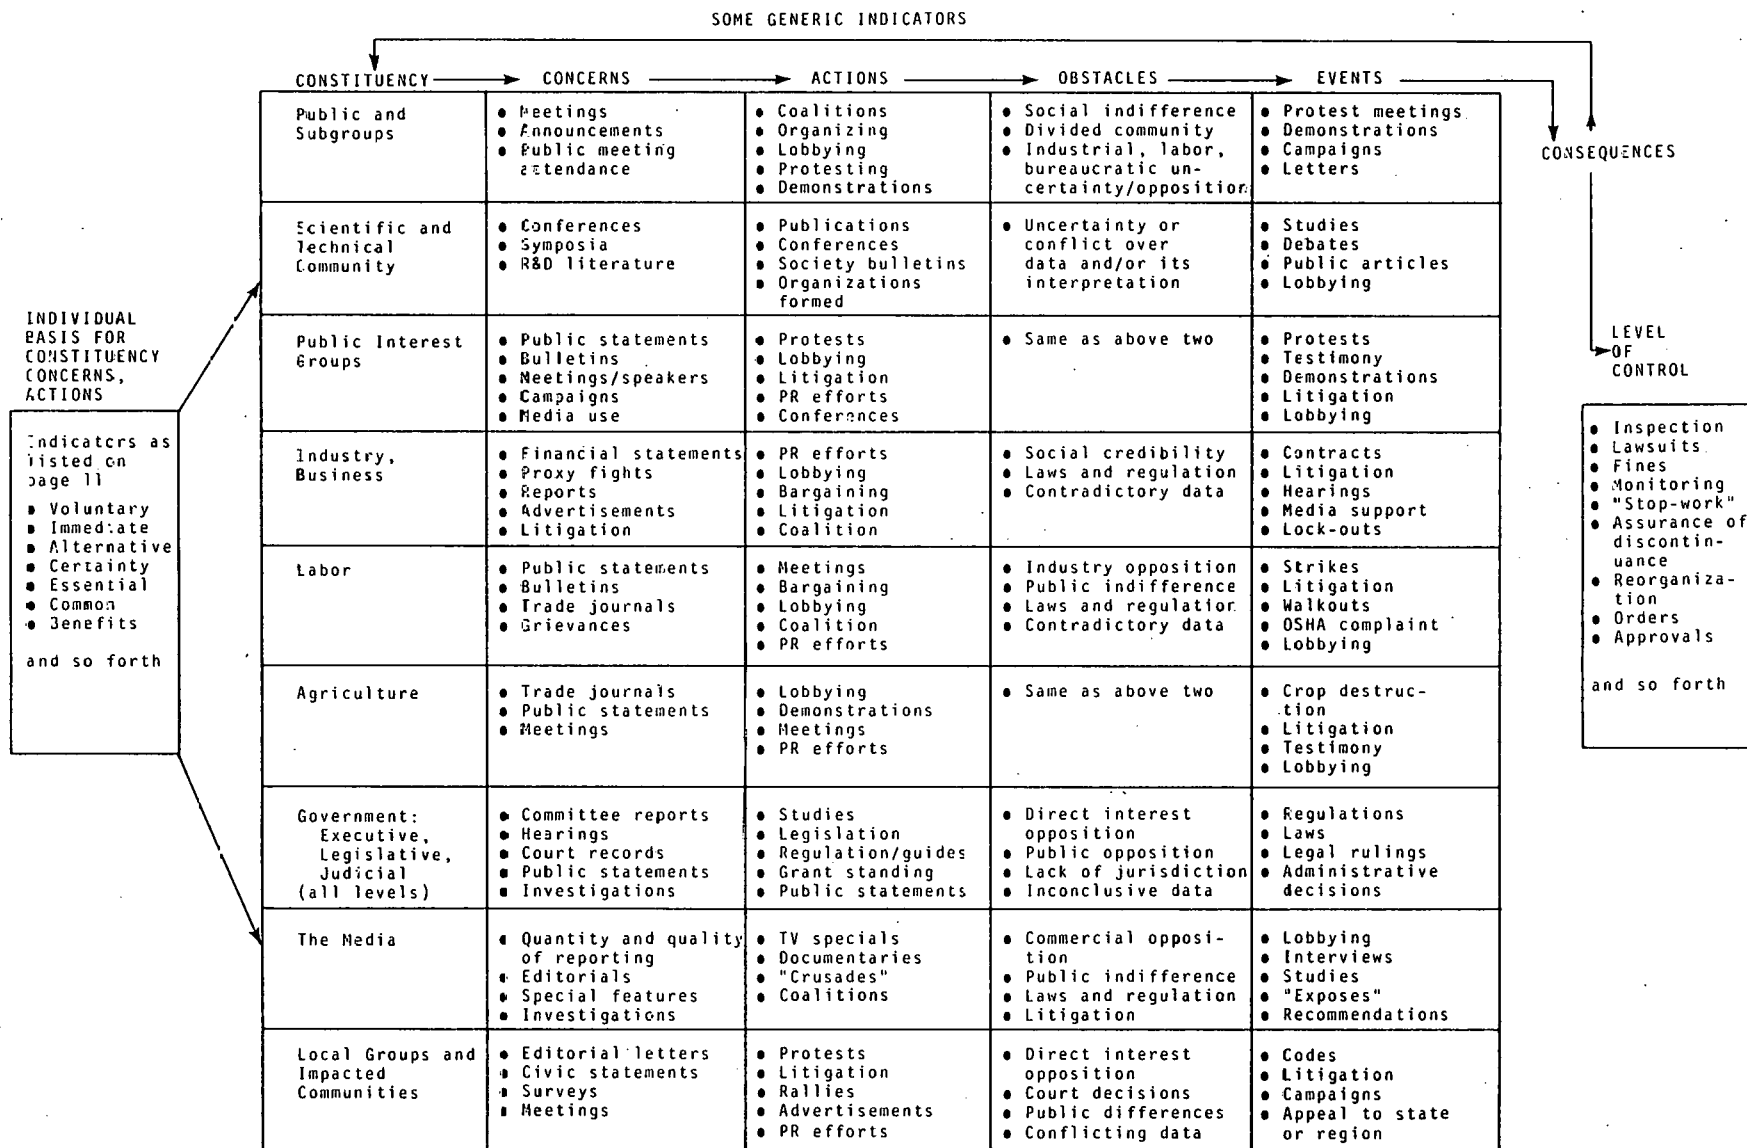 SOME GENERIC INDICATORS
CONSTITUENCY
CONCERNS
ACTIONS
OBSTACLES
EVENTS
Public and
Subgroups
• Meetings
• Announcements
• Public meeting
attendance
• Coalitions
• Organizing
• Lobbying
• Protesting
• Demonstrations
• Social indifference
• Divided community
• Industrial, labor,
bureaucratic un-
certainty/opposition
• Protest meetings
• Demonstrations
• Campaigns
• Letters
CONSEQUENCES
Scientific and
Technical
Community
• Conferences
• Symposia
• R&D literature
• Publications
• Conferences
• Society bulletins
• Organizations
formed
• Uncertainty or
conflict over
data and/or its
interpretation
• Studies
• Debates
• Public articles
• Lobbying
INDIVIDUAL
BASIS FOR
CONSTITUENCY
CONCERNS,
ACTIONS
Public Interest
Groups
• Public statements
• Bulletins
• Meetings/speakers
• Campaigns
• Media use
• Protests
• Lobbying
• Litigation
• PR efforts
• Conferences
• Same as above two
• Protests
• Testimony
• Demonstrations
• Litigation
• Lobbying
LEVEL
OF
CONTROL
Indicators as
listed on
page 11
• Voluntary
• Immediate
• Alternative
• Certainty
• Essential
• Common
• Benefits
and so forth
Industry,
Business
• Financial statements
• Proxy fights
• Reports
• Advertisements
• Litigation
• PR efforts
• Lobbying
• Bargaining
• Litigation
• Coalition
• Social credibility
• Laws and regulation
• Contradictory data
• Contracts
• Litigation
• Hearings
• Media support
• Lock-outs
• Inspection
• Lawsuits
• Fines
• Monitoring
• "Stop-work"
• Assurance of
discontin-
uance
• Reorganiza-
tion
• Orders
• Approvals
and so forth
Labor
• Public statements
• Bulletins
• Trade journals
• Grievances
• Meetings
• Bargaining
• Lobbying
• Coalition
• PR efforts
• Industry opposition
• Public indifference
• Laws and regulation
• Contradictory data
• Strikes
• Litigation
• Walkouts
• OSHA complaint
• Lobbying
Agriculture
• Trade journals
• Public statements
• Meetings
• Lobbying
• Demonstrations
• Meetings
• PR efforts
• Same as above two
• Crop destruc-
tion
• Litigation
• Testimony
• Lobbying
Government:
Executive,
Legislative,
Judicial
(all levels)
• Committee reports
• Hearings
• Court records
• Public statements
• Investigations
• Studies
• Legislation
• Regulation/guides
• Grant standing
• Public statements
• Direct interest
opposition
• Public opposition
• Lack of jurisdiction
• Inconclusive data
• Regulations
• Laws
• Legal rulings
• Administrative
decisions
The Media
• Quantity and quality
of reporting
• Editorials
• Special features
• Investigations
• TV specials
• Documentaries
• "Crusades"
• Coalitions
• Commercial opposi-
tion
• Public indifference
• Laws and regulation
• Litigation
• Lobbying
• Interviews
• Studies
• "Exposes"
• Recommendations
Local Groups and
Impacted
Communities
• Editorial letters
• Civic statements
• Surveys
• Meetings
• Protests
• Litigation
• Rallies
• Advertisements
• PR efforts
• Direct interest
opposition
• Court decisions
• Public differences
• Conflicting data
• Codes
• Litigation
• Campaigns
• Appeal to state
or region